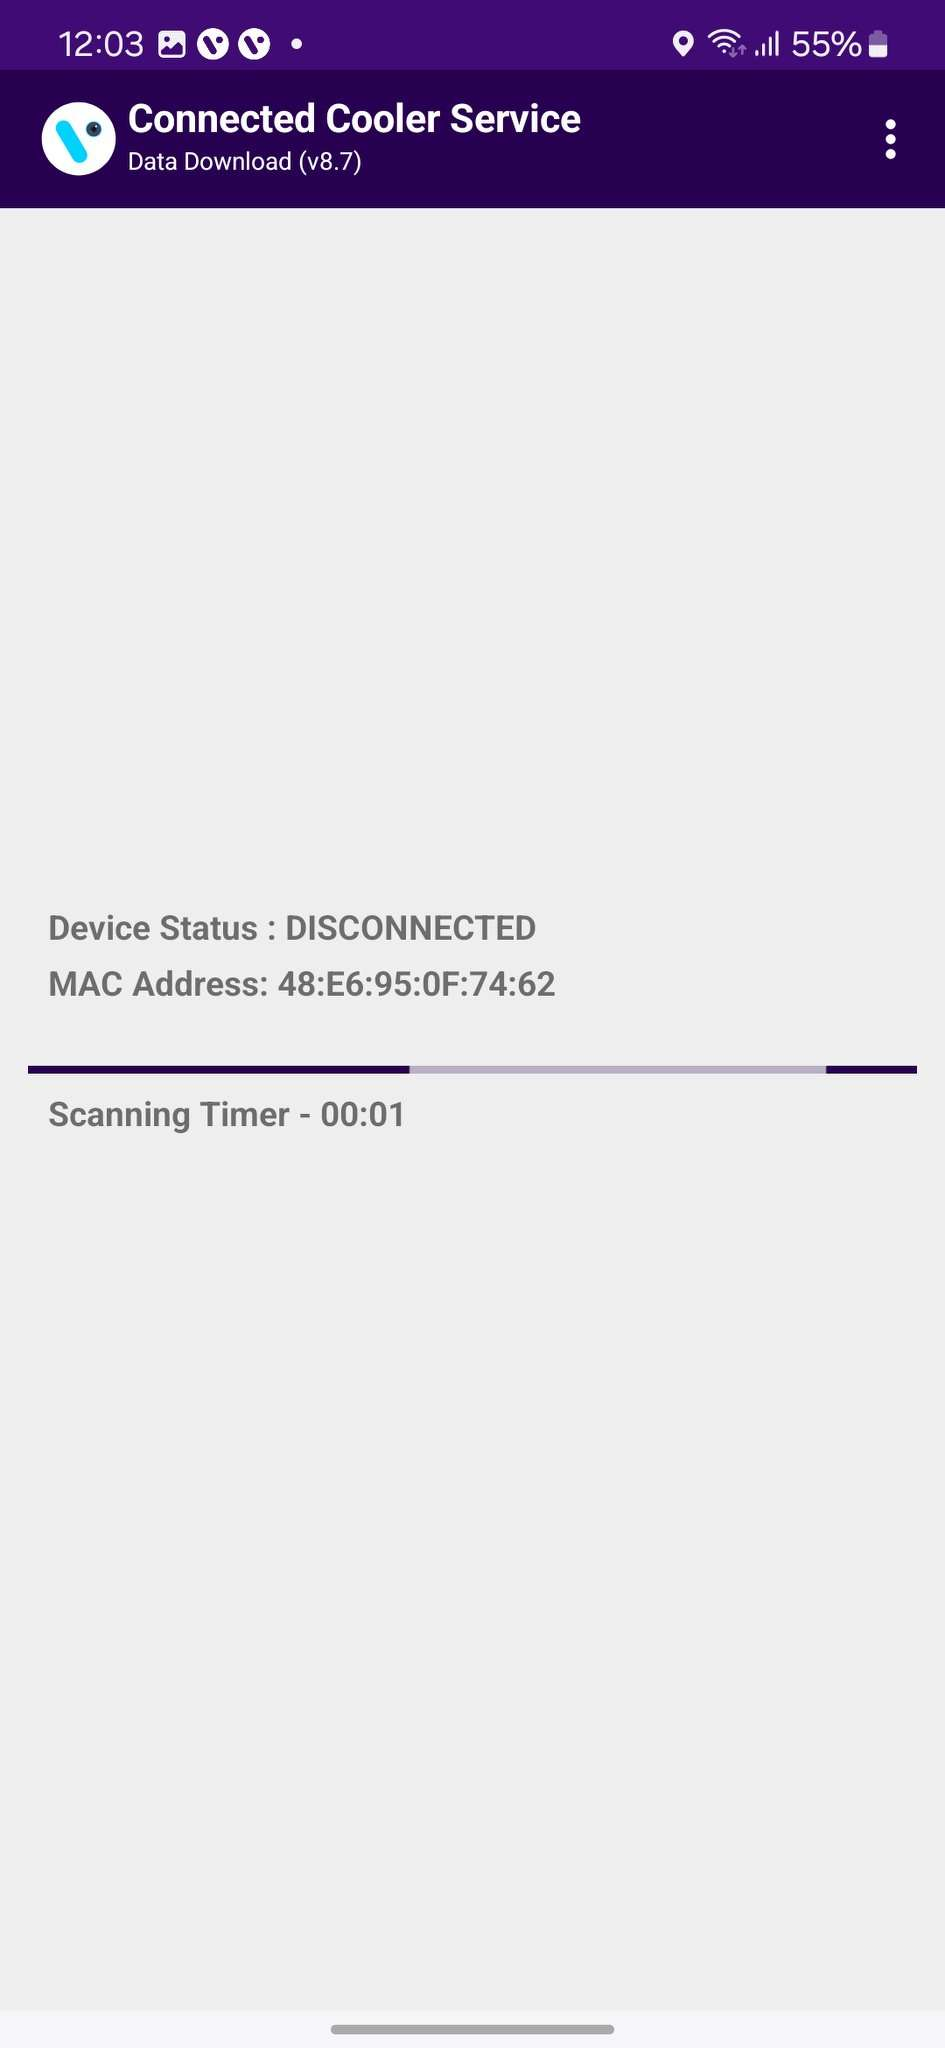 12:03
55%
Connected Cooler Service
Data Download (v8.7)
Device Status : DISCONNECTED
MAC Address: 48:E6:95:0F:74:62
Scanning Timer - 00:01